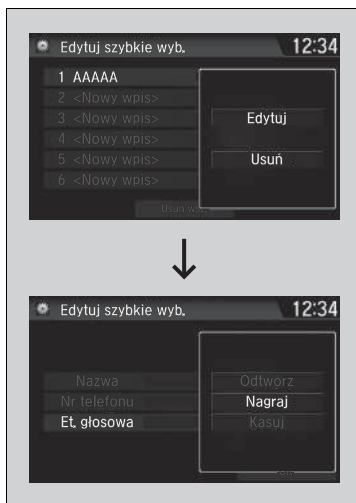 Edytuj szybkie wyb. 12:34
1 AAAAA
2 <Nowy wpis>
3 <Nowy wpis>
4 <Nowy wpis>
5 <Nowy wpis>
6 <Nowy wpis>
Edytuj
Usuń
Usuń
Edytuj szybkie wyb. 12:34
Nazwa
Nr telefonu
Et. głosowa
Odtwórz
Nagraj
Kasuj